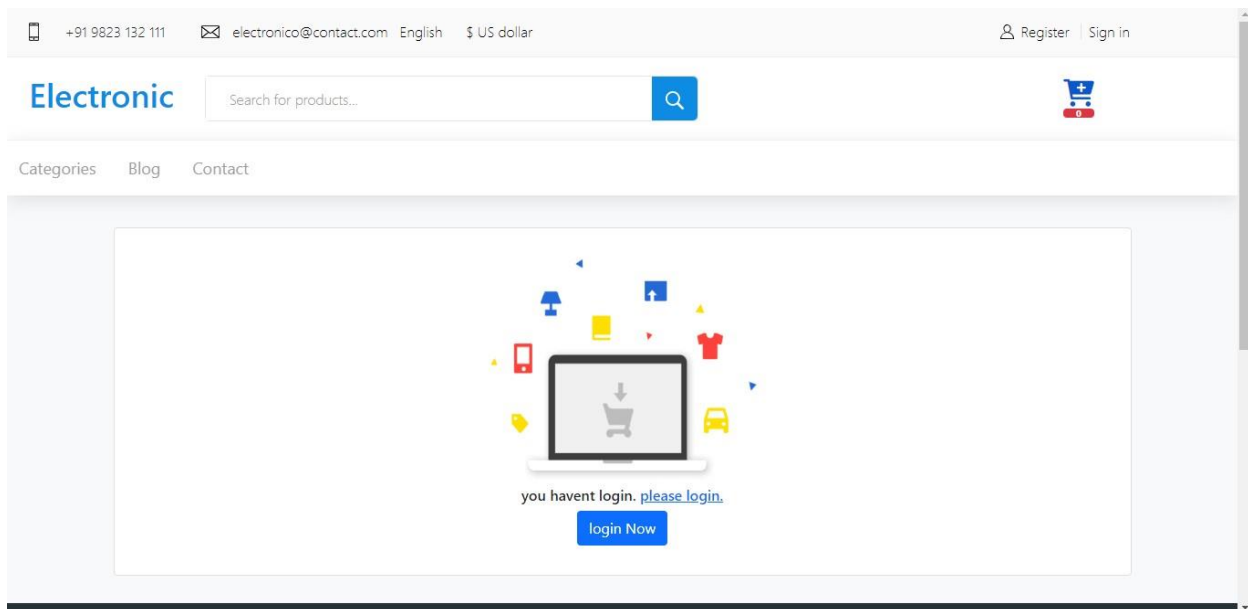 +91 9823 132 111 electronico@contact.com English $ US dollar Register Sign in
Electronic Search for products... 0
Categories Blog Contact
you havent login. please login.
login Now